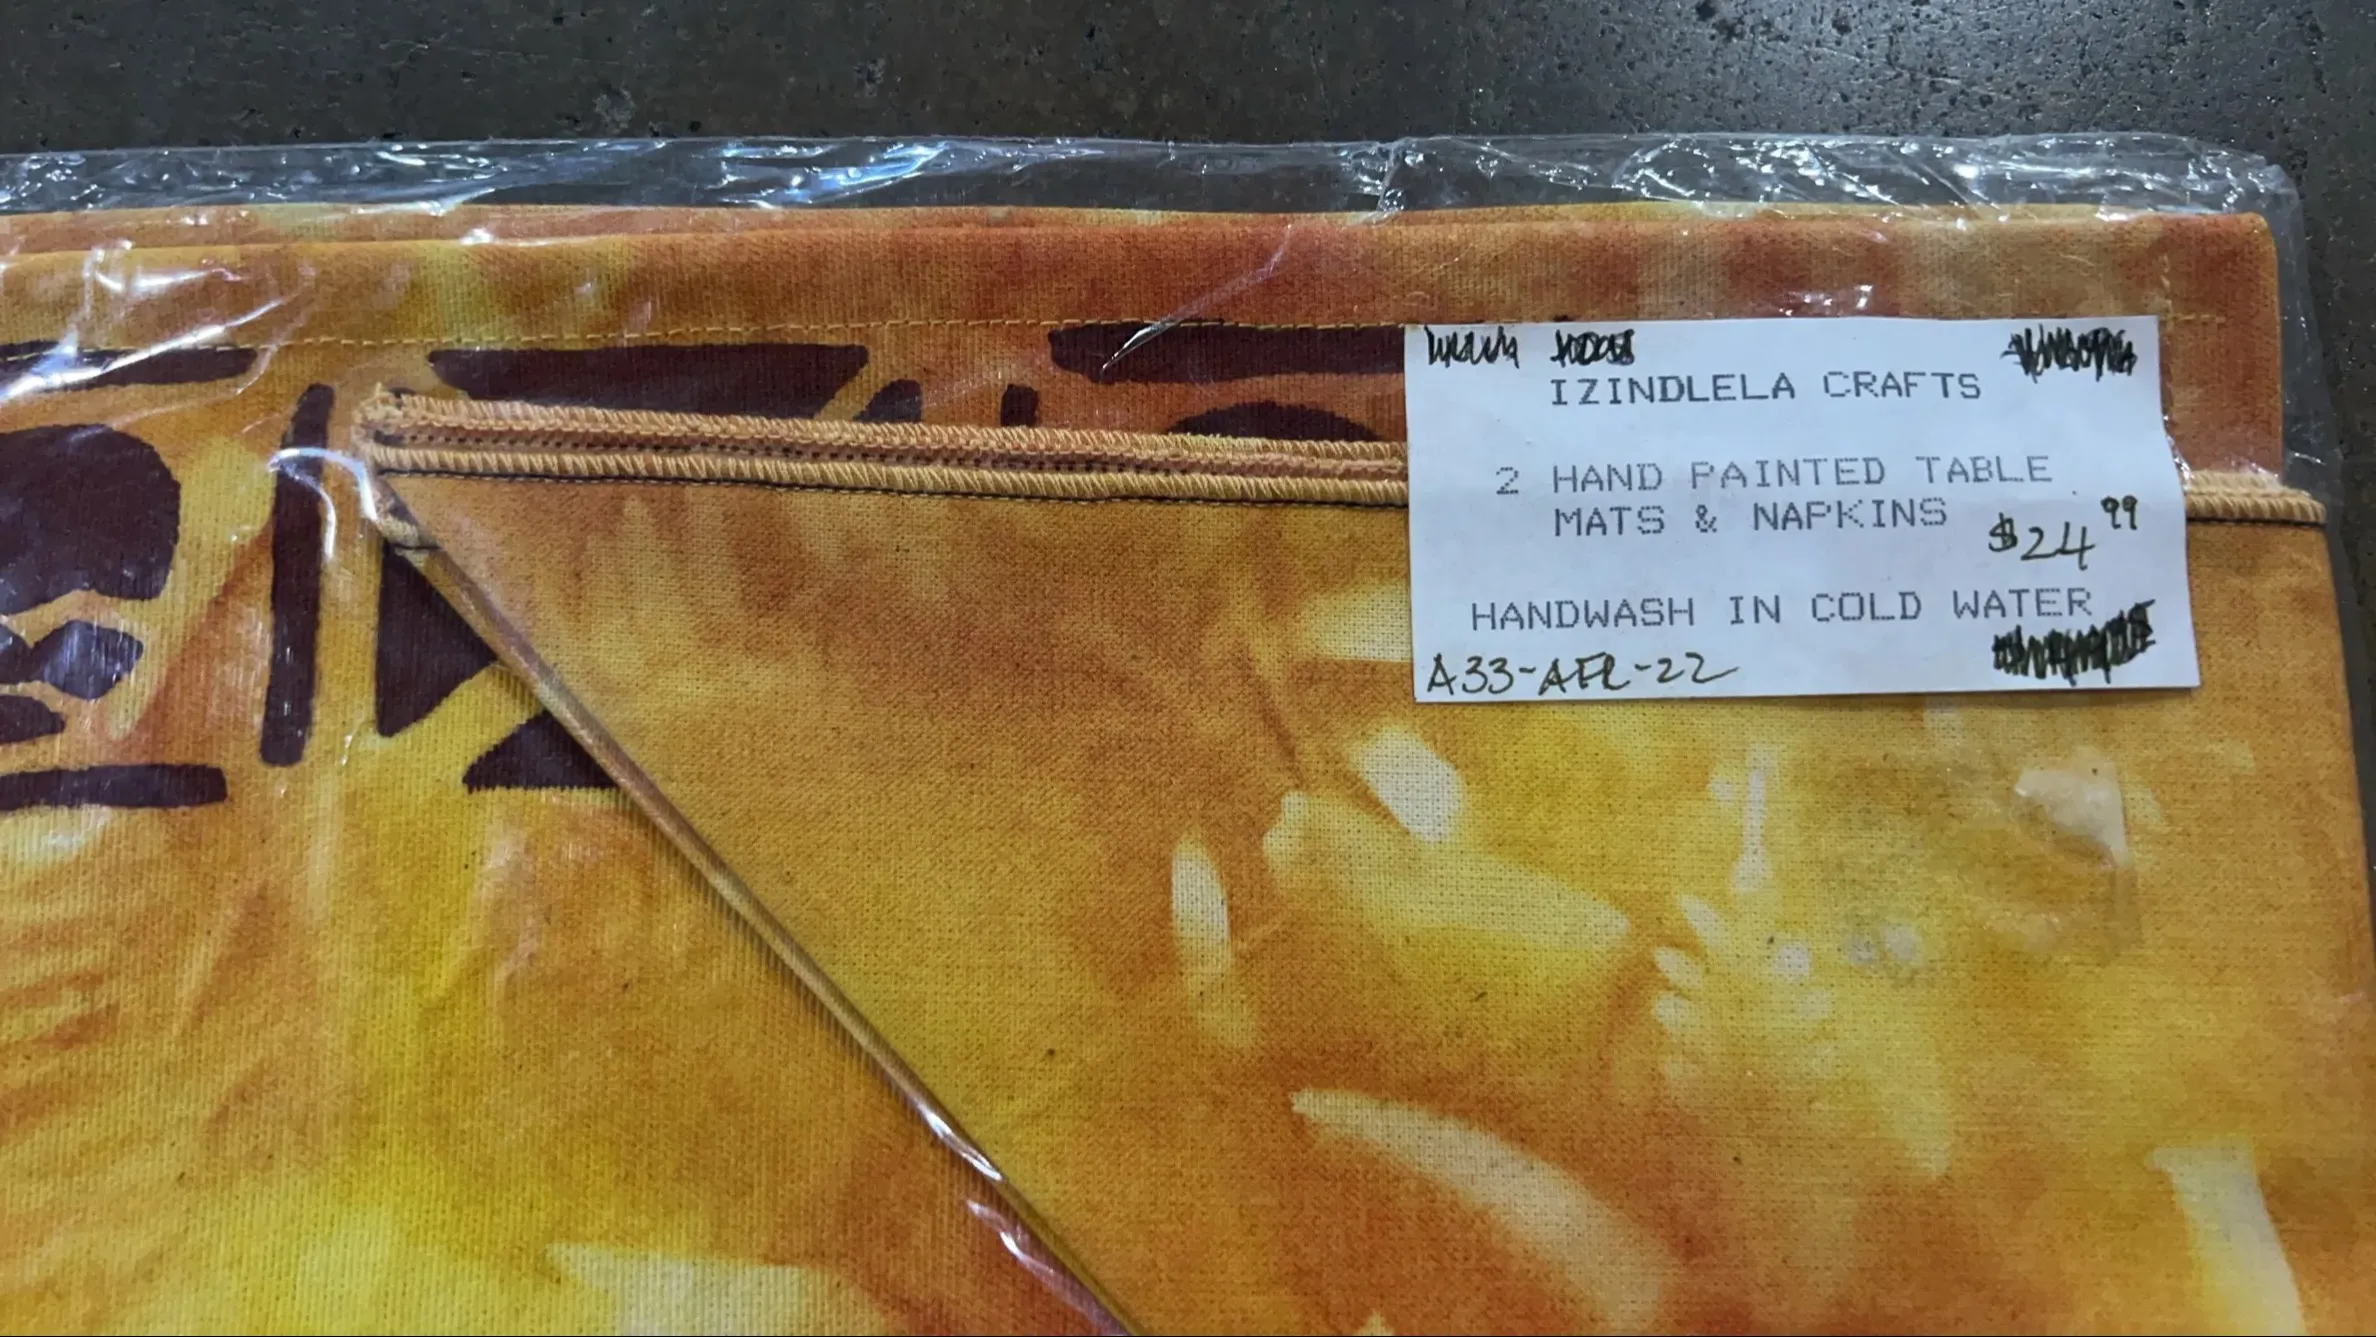 IZINDLELA CRAFTS
2 HAND PAINTED TABLE
MATS & NAPKINS
$24.99
HANDWASH IN COLD WATER
A33-AFR-22